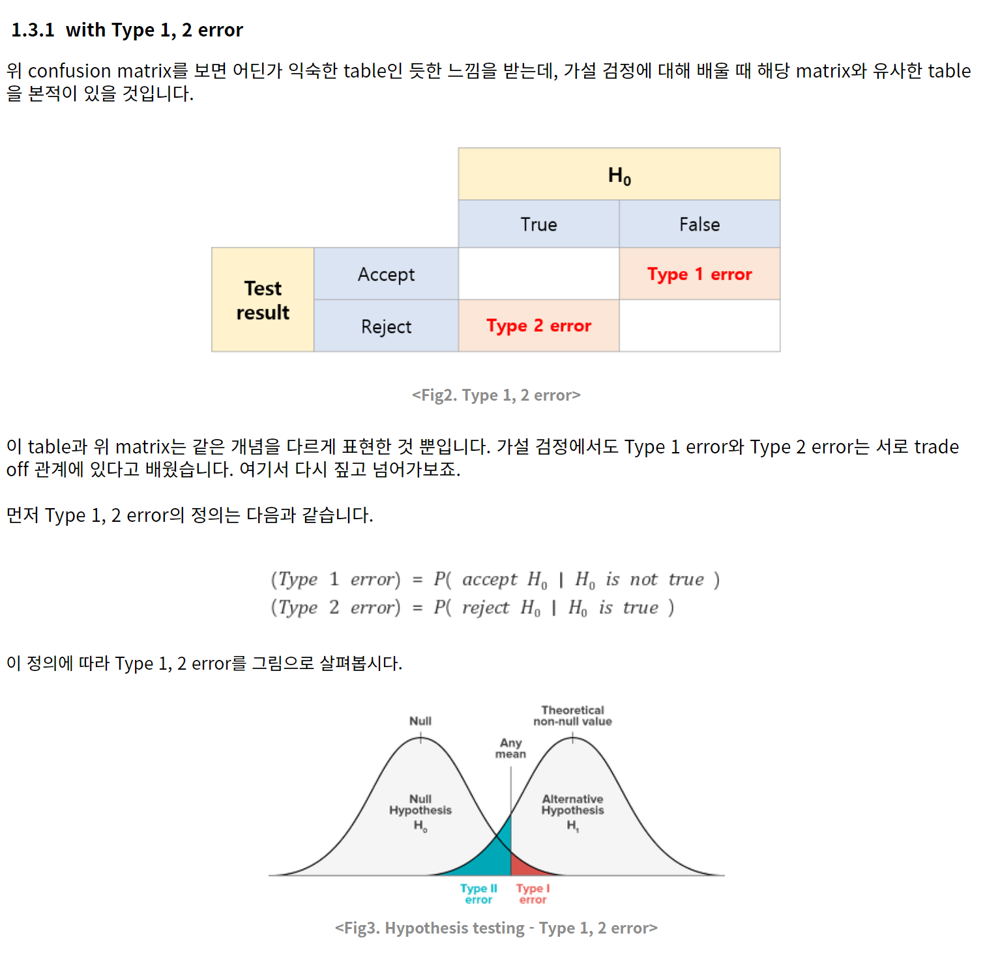 1.3.1 with Type 1, 2 error
위 confusion matrix를 보면 어딘가 익숙한 table인 듯한 느낌을 받는데, 가설 검정에 대해 배울 때 해당 matrix와 유사한 table
을 본적이 있을 것입니다.
H₀
True False
Test
result
Accept Type 1 error
Reject Type 2 error
<Fig2. Type 1, 2 error>
이 table과 위 matrix는 같은 개념을 다르게 표현한 것 뿐입니다. 가설 검정에서도 Type 1 error와 Type 2 error는 서로 trade
off 관계에 있다고 배웠습니다. 여기서 다시 짚고 넘어가보죠.
먼저 Type 1, 2 error의 정의는 다음과 같습니다.
(Type 1 error) = P( accept H₀ | H₀ is not true )
(Type 2 error) = P( reject H₀ | H₀ is true )
이 정의에 따라 Type 1, 2 error를 그림으로 살펴봅시다.
Null
Theoretical
non-null value
Any
mean
Null
Hypothesis
H₀
Alternative
Hypothesis
H₁
Type II
error
Type I
error
<Fig3. Hypothesis testing - Type 1, 2 error>